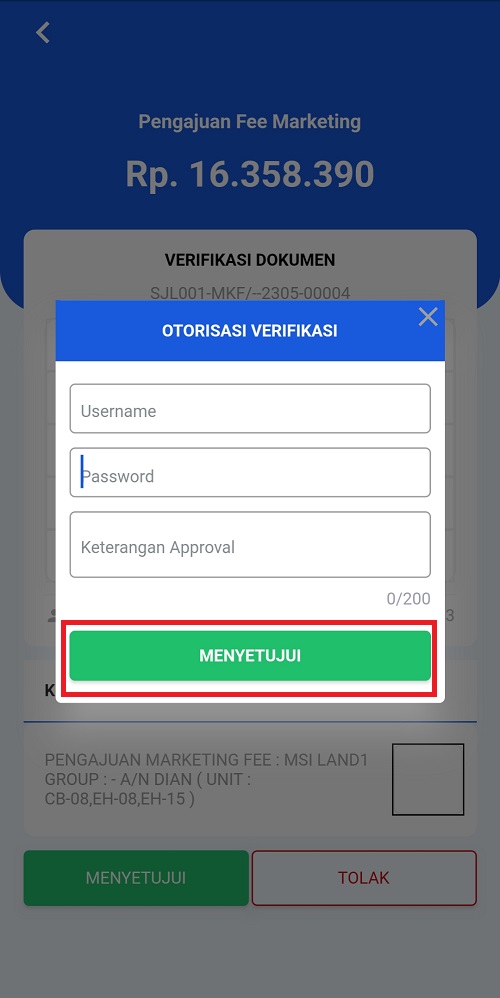 Pengajuan Fee Marketing
Rp. 16.358.390
VERIFIKASI DOKUMEN
SJL001-MKF/--2305-00004
OTORISASI VERIFIKASI
Username
Password
Keterangan Approval
0/200
3
MENYETUJUI
K
PENGAJUAN MARKETING FEE : MSI LAND1
GROUP : - A/N DIAN ( UNIT :
CB-08,EH-08,EH-15 )
MENYETUJUI
TOLAK